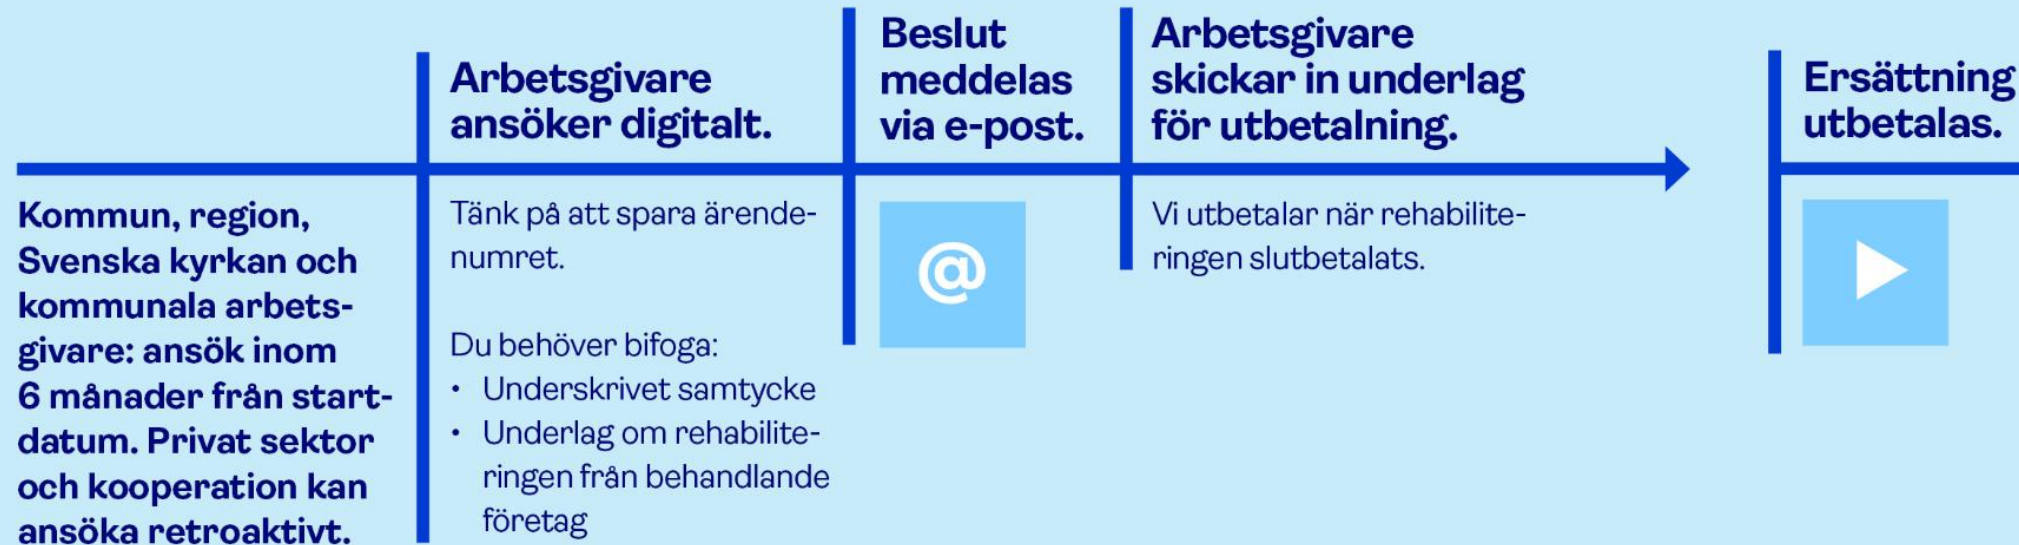 Kommun, region,
Svenska kyrkan och
kommunala arbets-
givare: ansök inom
6 månader från start-
datum. Privat sektor
och kooperation kan
ansöka retroaktivt.
Arbetsgivare
ansöker digitalt.
Tänk på att spara ärende-
numret.
Du behöver bifoga:
• Underskrivet samtycke
• Underlag om rehabilite-
ringen från behandlande
företag
Beslut
meddelas
via e-post.
@
Arbetsgivare
skickar in underlag
för utbetalning.
Vi utbetalar när rehabilite-
ringen slutbetalats.
Ersättning
utbetalas.